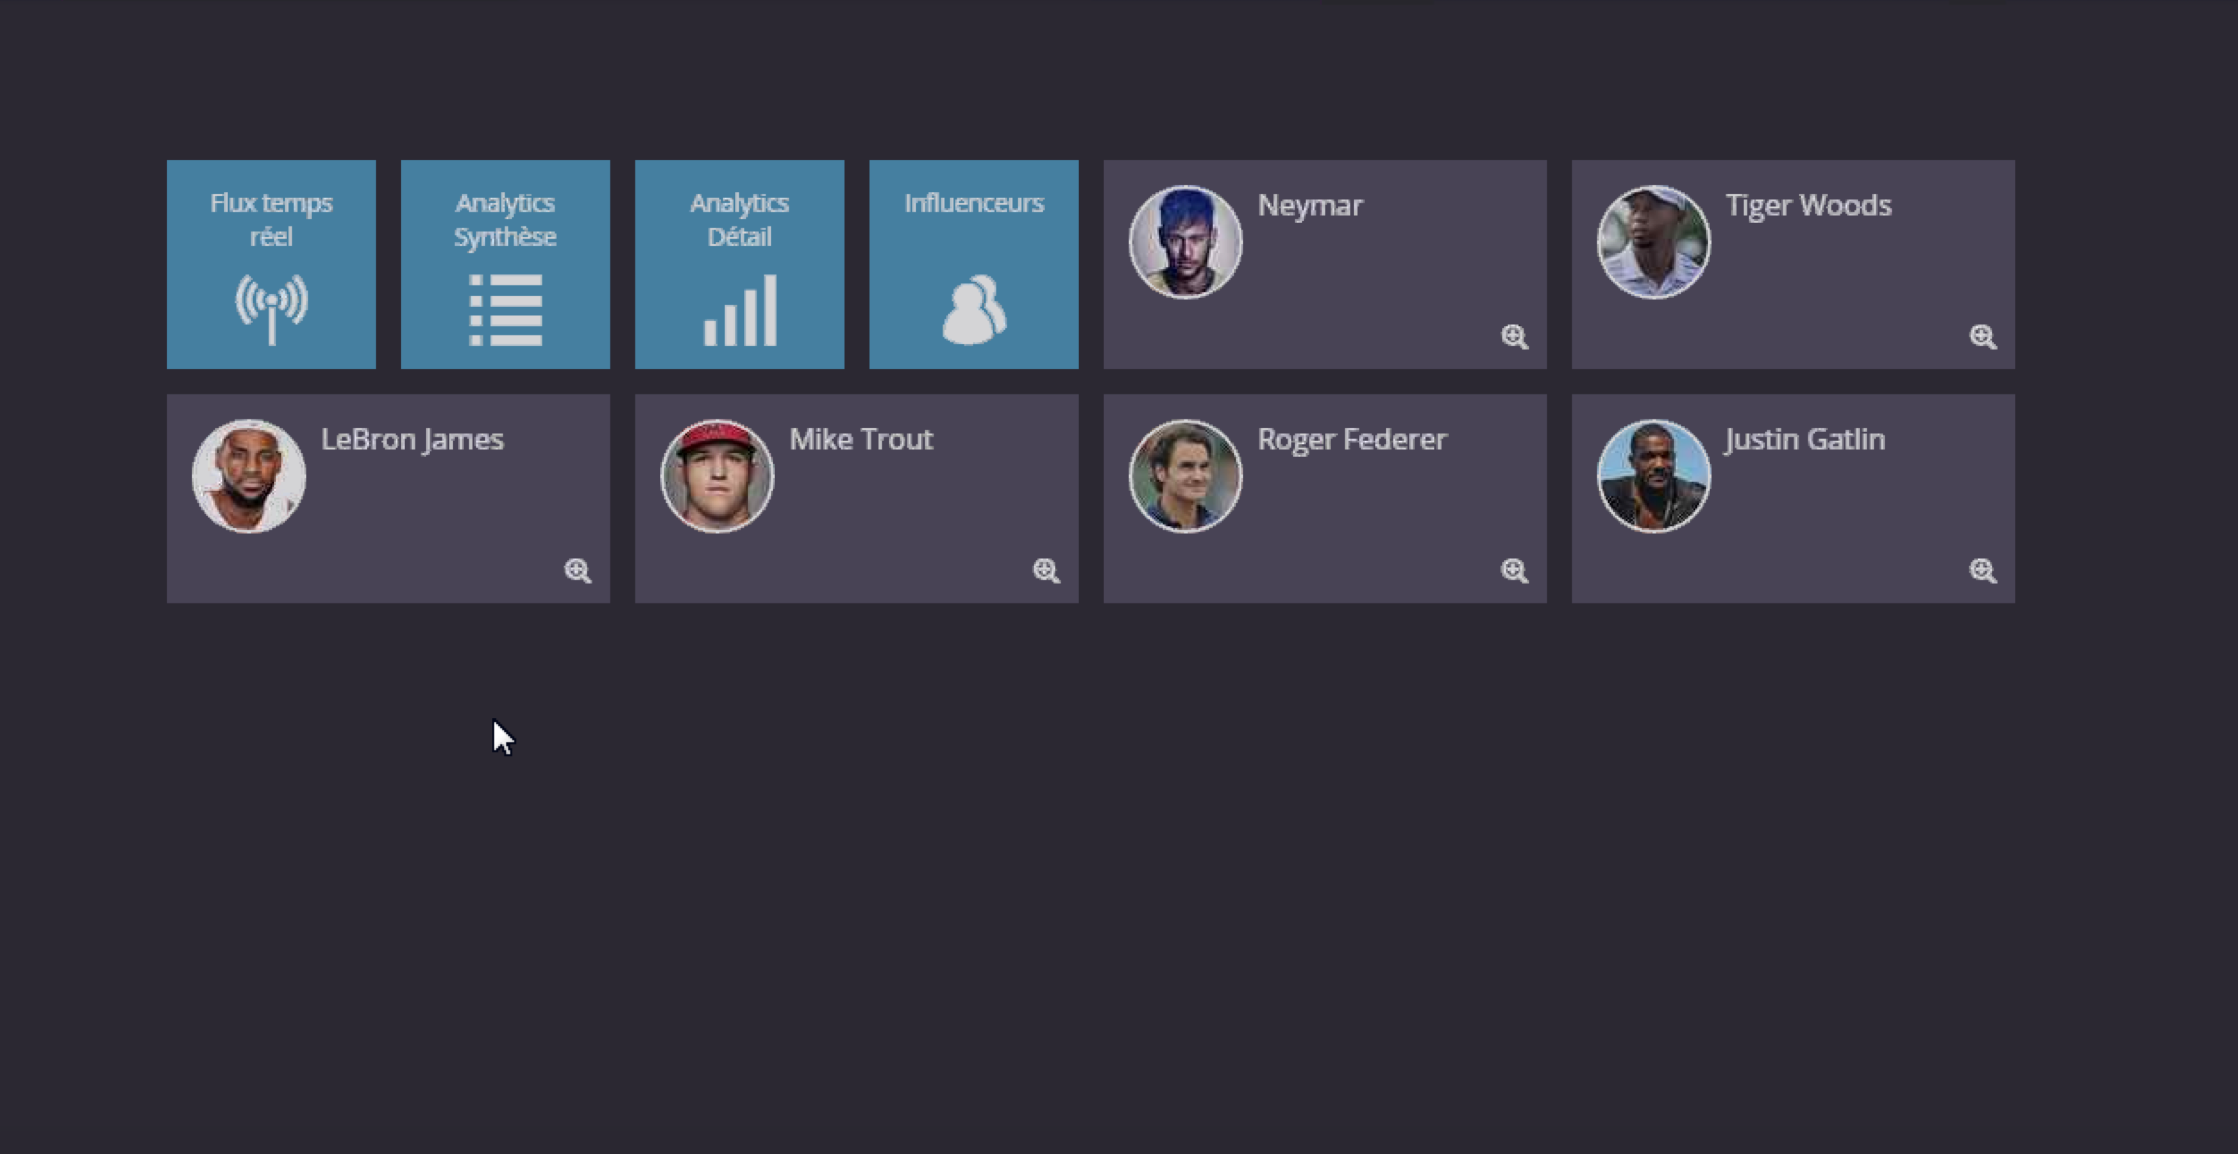 Flux temps
réel
Analytics
Synthèse
Analytics
Détail
Influenceurs
Neymar
Tiger Woods
LeBron James
Mike Trout
Roger Federer
Justin Gatlin